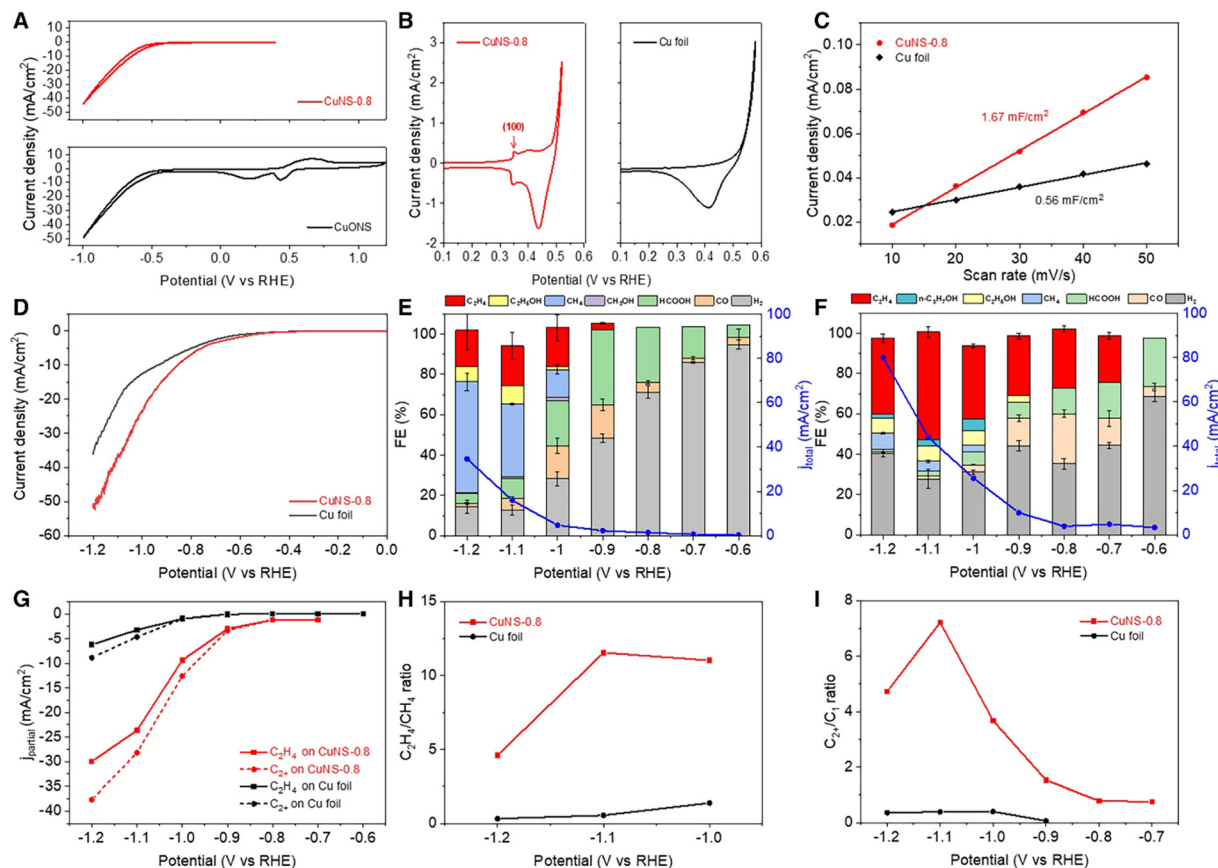 A
Current density (mA/cm²)
10
0
-10
-20
-30
-40
-50
CuNS-0.8
10
0
-10
-20
-30
-40
50
CuONS
-1.0 -0.5 0.0 0.5 1.0
Potential (V vs RHE)
B
Current density (mA/cm²)
3
2
1
0
-1
-2
CuNS-0.8
(100)
0.1 0.2 0.3 0.4 0.5 0.6
Cu foil
0.1 0.2 0.3 0.4 0.5 0.6
Potential (V vs RHE)
C
Current density (mA/cm²)
0.10
0.08
0.06
0.04
0.02
CuNS-0.8
Cu foil
1.67 mF/cm²
0.56 mF/cm²
10 20 30 40 50
Scan rate (mV/s)
D
Current density (mA/cm²)
0
-10
-20
-30
-40
-50
-60
CuNS-0.8
Cu foil
-1.2 -1.0 -0.8 -0.6 -0.4 -0.2 0.0
Potential (V vs RHE)
E
C₂H₄ C₂H₅OH CH₄ CH₃OH HCOOH CO H₂
FE (%)
100
80
60
40
20
0
100
80
60
40
20
0
j_total (mA/cm²)
-1.2 -1.1 -1 -0.9 -0.8 -0.7 -0.6
Potential (V vs RHE)
F
C₂H₄ n-C₃H₇OH C₂H₅OH CH₄ HCOOH CO H₂
FE (%)
100
80
60
40
20
0
100
80
60
40
20
0
j_total (mA/cm²)
-1.2 -1.1 -1 -0.9 -0.8 -0.7 -0.6
Potential (V vs RHE)
G
j_partial (mA/cm²)
0
-5
-10
-15
-20
-25
-30
-35
-40
C₂H₄ on CuNS-0.8
C₂₊ on CuNS-0.8
C₂H₄ on Cu foil
C₂₊ on Cu foil
-1.2 -1.1 -1.0 -0.9 -0.8 -0.7 -0.6
Potential (V vs RHE)
H
C₂H₄/CH₄ ratio
15
10
5
0
CuNS-0.8
Cu foil
-1.2 -1.1 -1.0
Potential (V vs RHE)
I
C₂₊/C₁ ratio
8
6
4
2
0
CuNS-0.8
Cu foil
-1.2 -1.1 -1.0 -0.9 -0.8 -0.7
Potential (V vs RHE)